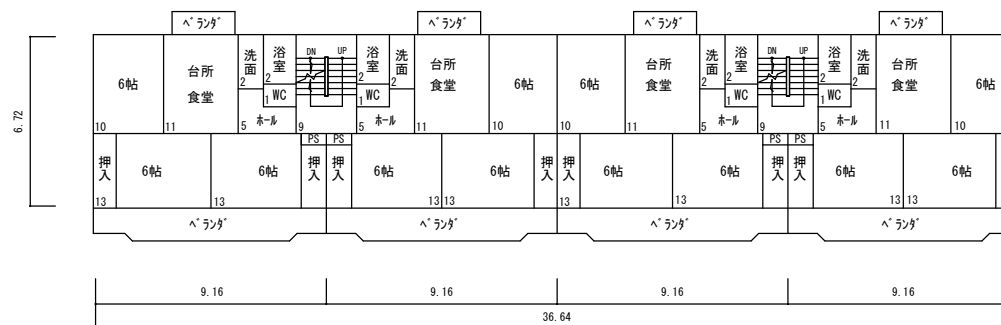 ベランダ ベランダ ベランダ ベランダ
6帖 台所 食堂 洗面 浴室 DN UP 浴室 洗面 台所 食堂 6帖 6帖 台所 食堂 洗面 浴室 DN UP 浴室 洗面 台所 食堂 6帖
2 2 2 2 2 2 2 2
1 WC 1 WC 1 WC 1 WC
ホール ホール ホール ホール
10 11 5 9 5 11 10 10 11 5 9 5 11 10
PS PS PS PS
押入 6帖 6帖 押入 押入 6帖 6帖 押入 押入 6帖 6帖 押入 押入 6帖 6帖
13 13 13 13 13 13 13 13
ベランダ ベランダ ベランダ ベランダ
6.72
9.16 9.16 9.16 9.16
36.64